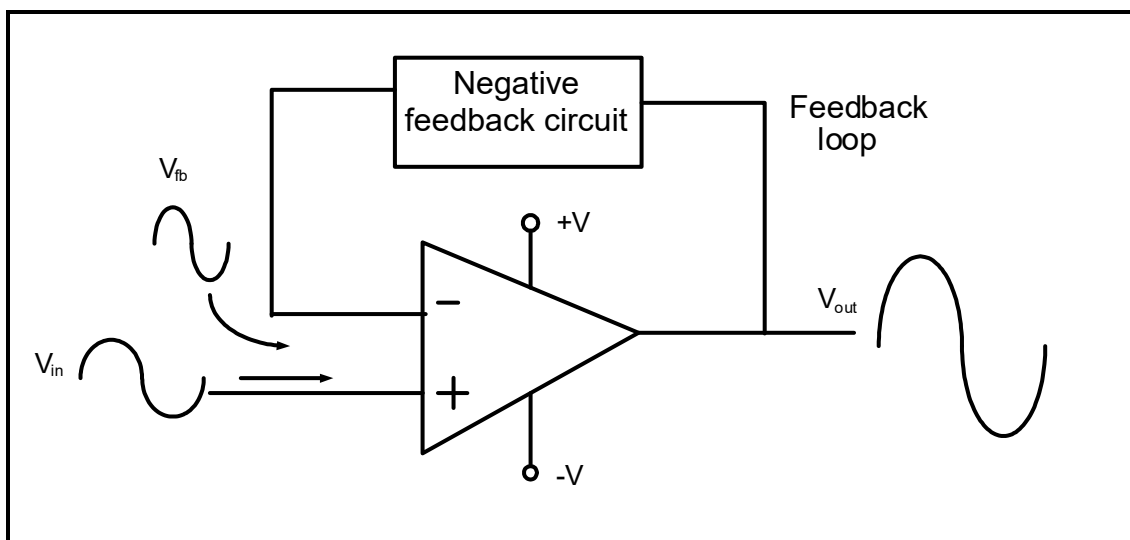 Negative
feedback circuit
Feedback
loop
Vfb
+V
−
Vout
Vin
+
-V